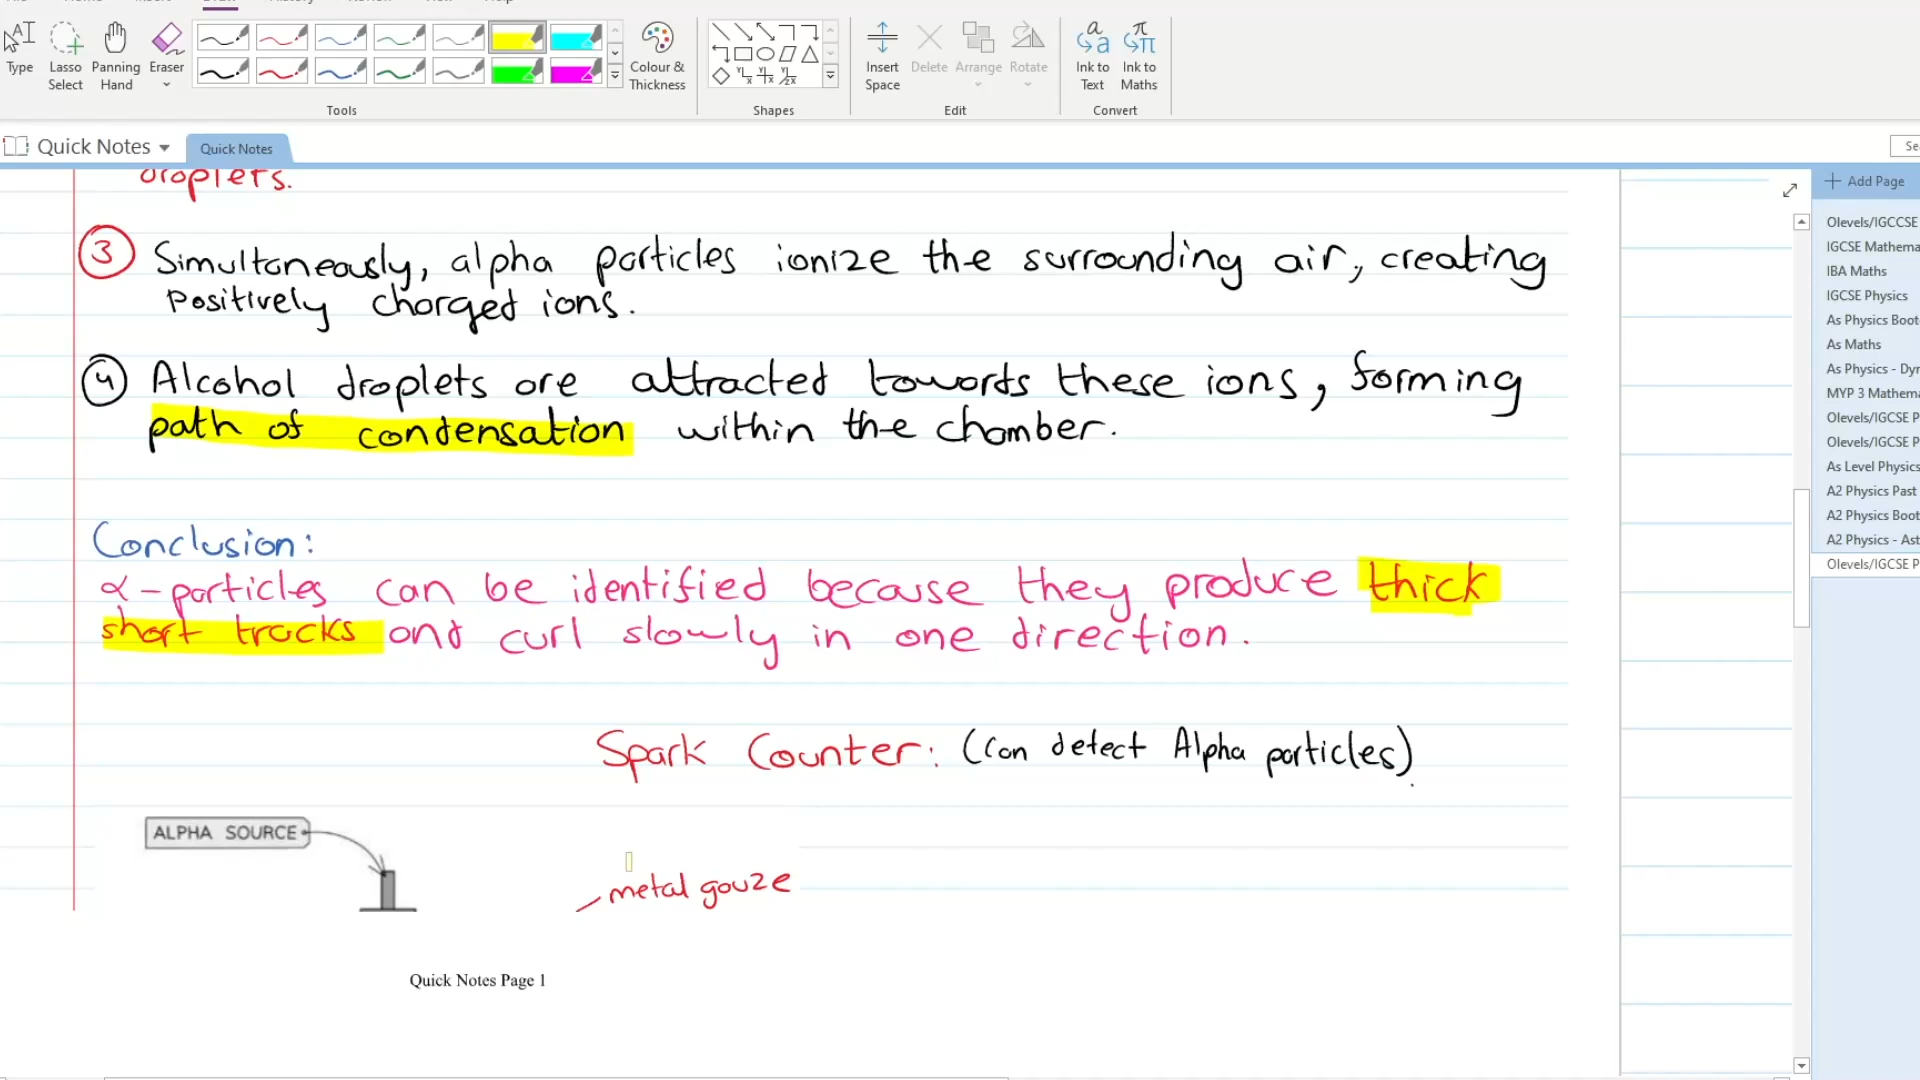 Type
Lasso Select
Panning Hand
Eraser
Colour & Thickness
Insert Space
Delete
Arrange
Rotate
Ink to Text
Ink to Maths
Tools
Shapes
Edit
Convert
Quick Notes
Quick Notes
droplets.
3 Simultaneously, alpha particles ionize the surrounding air, creating
positively charged ions.
4 Alcohol droplets are attracted towards these ions, forming
path of condensation within the chamber.
Conclusion:
α-particles can be identified because they produce thick
short tracks and curl slowly in one direction.
Spark Counter: (Can detect Alpha particles)
ALPHA SOURCE
metal gauze
Quick Notes Page 1
Add Page
Olevels/IGCCSE
IGCSE Mathema
IBA Maths
IGCSE Physics
As Physics Boot
As Maths
As Physics - Dyr
MYP 3 Mathema
Olevels/IGCSE P
Olevels/IGCSE P
As Level Physics
A2 Physics Past
A2 Physics Boot
A2 Physics - Ast
Olevels/IGCSE P